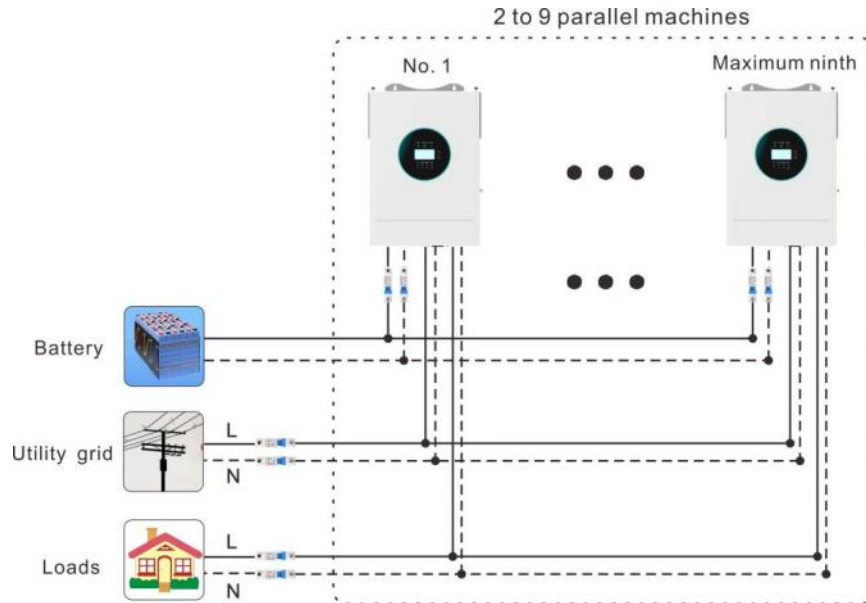 2 to 9 parallel machines
No. 1
Maximum ninth
Battery
L
Utility grid
N
L
Loads
N